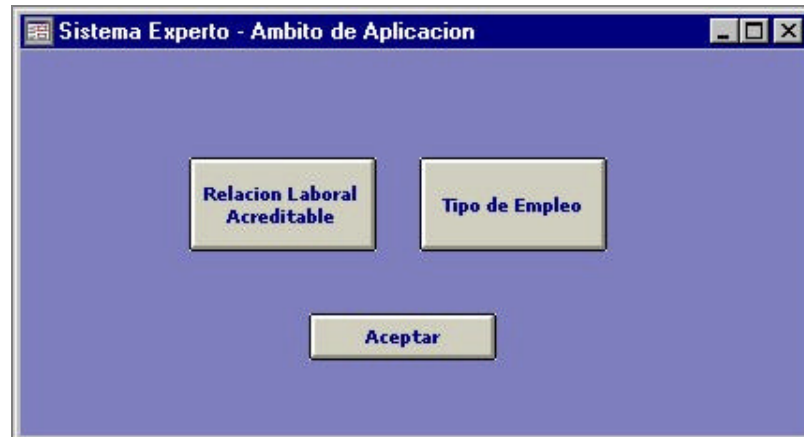 Sistema Experto - Ambito de Aplicacion
Relacion Laboral
Acreditable
Tipo de Empleo
Aceptar